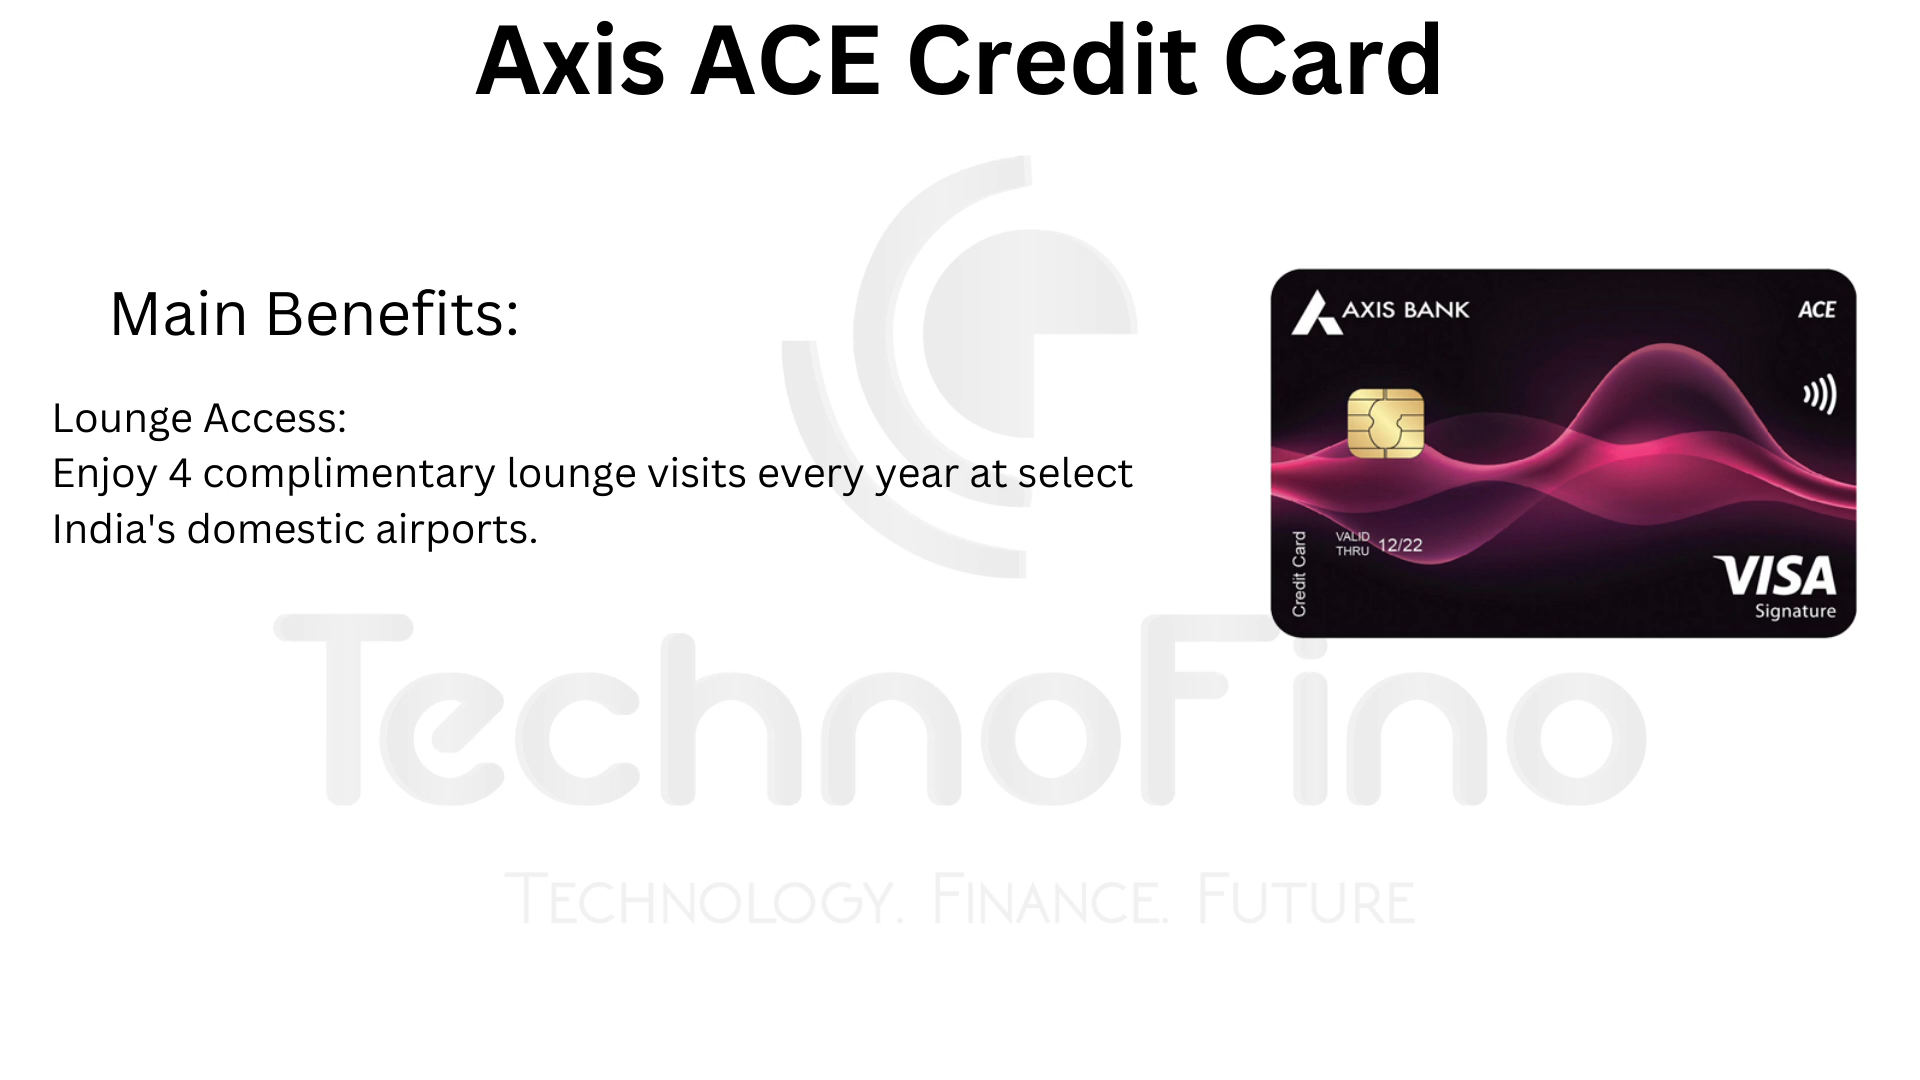 Axis ACE Credit Card
Main Benefits:
Lounge Access:
Enjoy 4 complimentary lounge visits every year at select
India's domestic airports.
AXIS BANK
ACE
VALID
THRU 12/22
Credit Card
VISA
Signature
TechnoFino
TECHNOLOGY. FINANCE. FUTURE